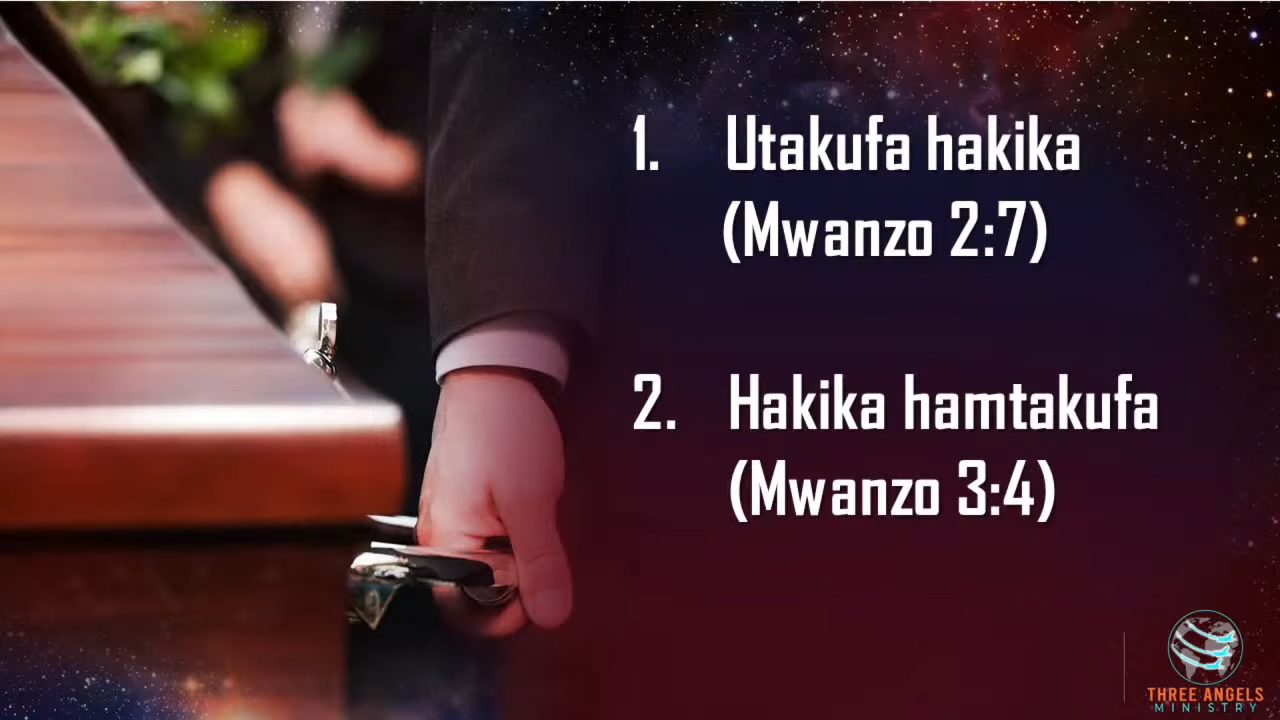 1. Utakufa hakika
(Mwanzo 2:7)
2. Hakika hamtakufa
(Mwanzo 3:4)
THREE ANGELS
MINISTRY